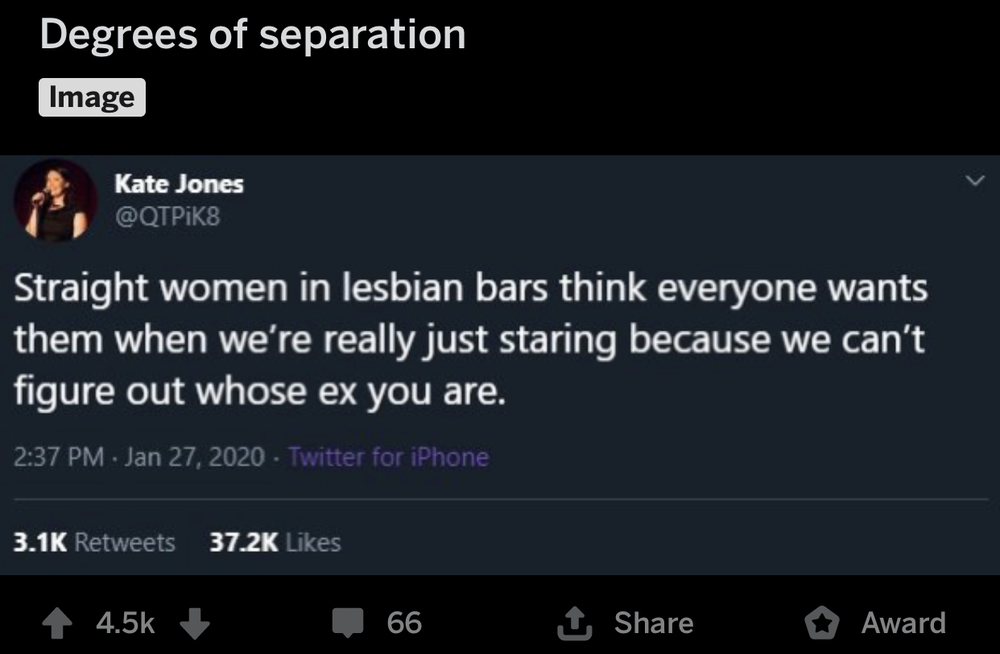 Degrees of separation
Image
Kate Jones
@QTPiK8
Straight women in lesbian bars think everyone wants
them when we’re really just staring because we can’t
figure out whose ex you are.
2:37 PM · Jan 27, 2020 · Twitter for iPhone
3.1K Retweets 37.2K Likes
4.5k 66 Share Award